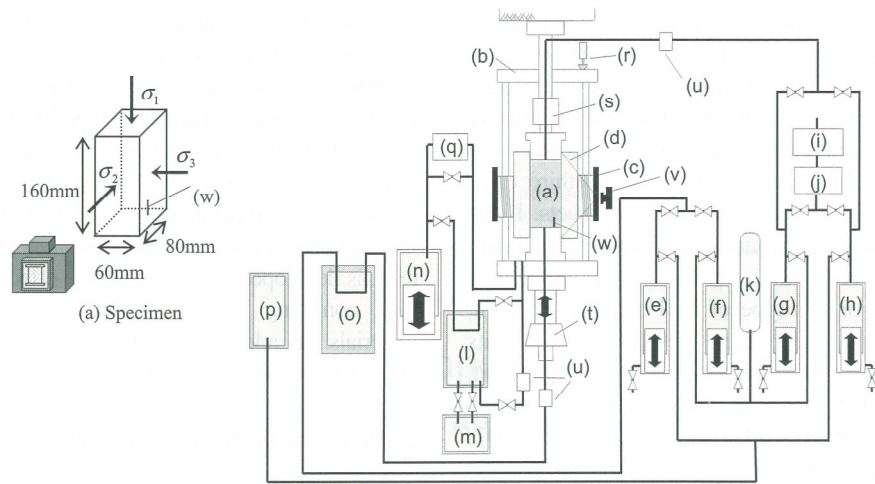 σ₁
σ₃
σ₂
160mm
(w)
80mm
60mm
(a) Specimen
(b)
(r)
(u)
(s)
(d)
(q)
(c)
(i)
(j)
(a)
(v)
(w)
(n)
(p)
(o)
(e)
(f)
(k)
(g)
(h)
(t)
(l)
(u)
(m)